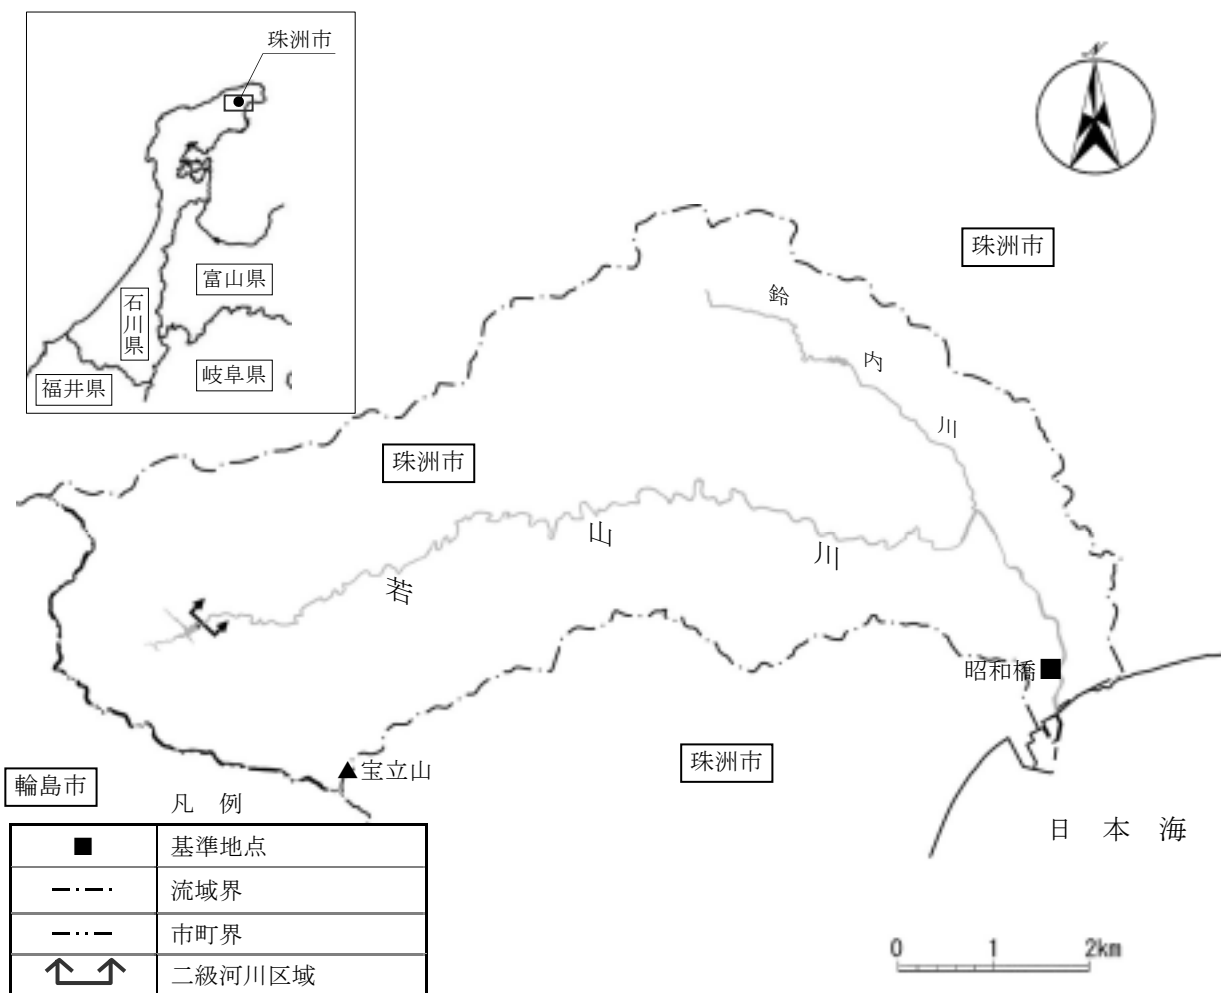 珠洲市
富山県
石川県
岐阜県
福井県
N
珠洲市
鈴内川
珠洲市
若山川
昭和橋
珠洲市
宝立山
輪島市
日本海
凡例
基準地点
流域界
市町界
二級河川区域
0 1 2km